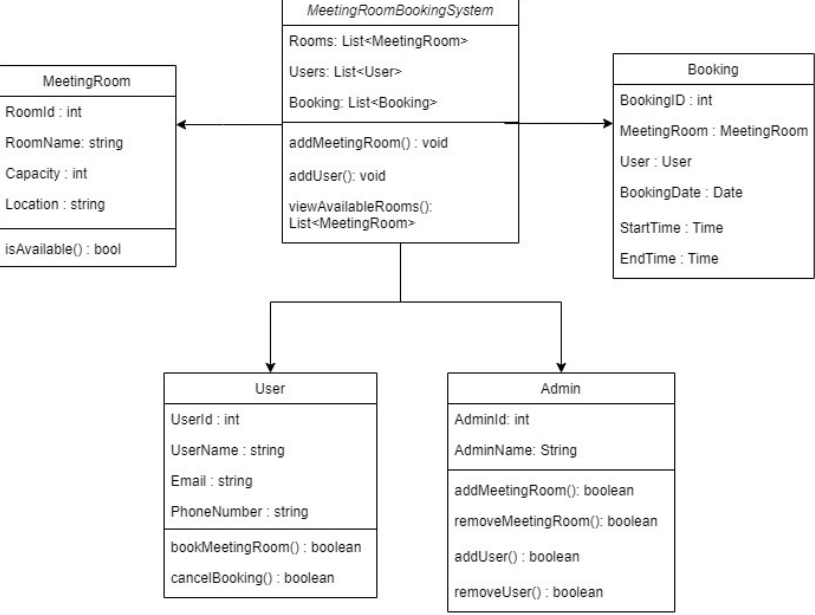 MeetingRoomBookingSystem
Rooms: List<MeetingRoom>
Users: List<User>
Booking: List<Booking>
addMeetingRoom() : void
addUser(): void
viewAvailableRooms():
List<MeetingRoom>
MeetingRoom
RoomId : int
RoomName: string
Capacity : int
Location : string
isAvailable() : bool
Booking
BookingID : int
MeetingRoom : MeetingRoom
User : User
BookingDate : Date
StartTime : Time
EndTime : Time
User
UserId : int
UserName : string
Email : string
PhoneNumber : string
bookMeetingRoom() : boolean
cancelBooking() : boolean
Admin
AdminId: int
AdminName: String
addMeetingRoom(): boolean
removeMeetingRoom(): boolean
addUser() : boolean
removeUser() : boolean